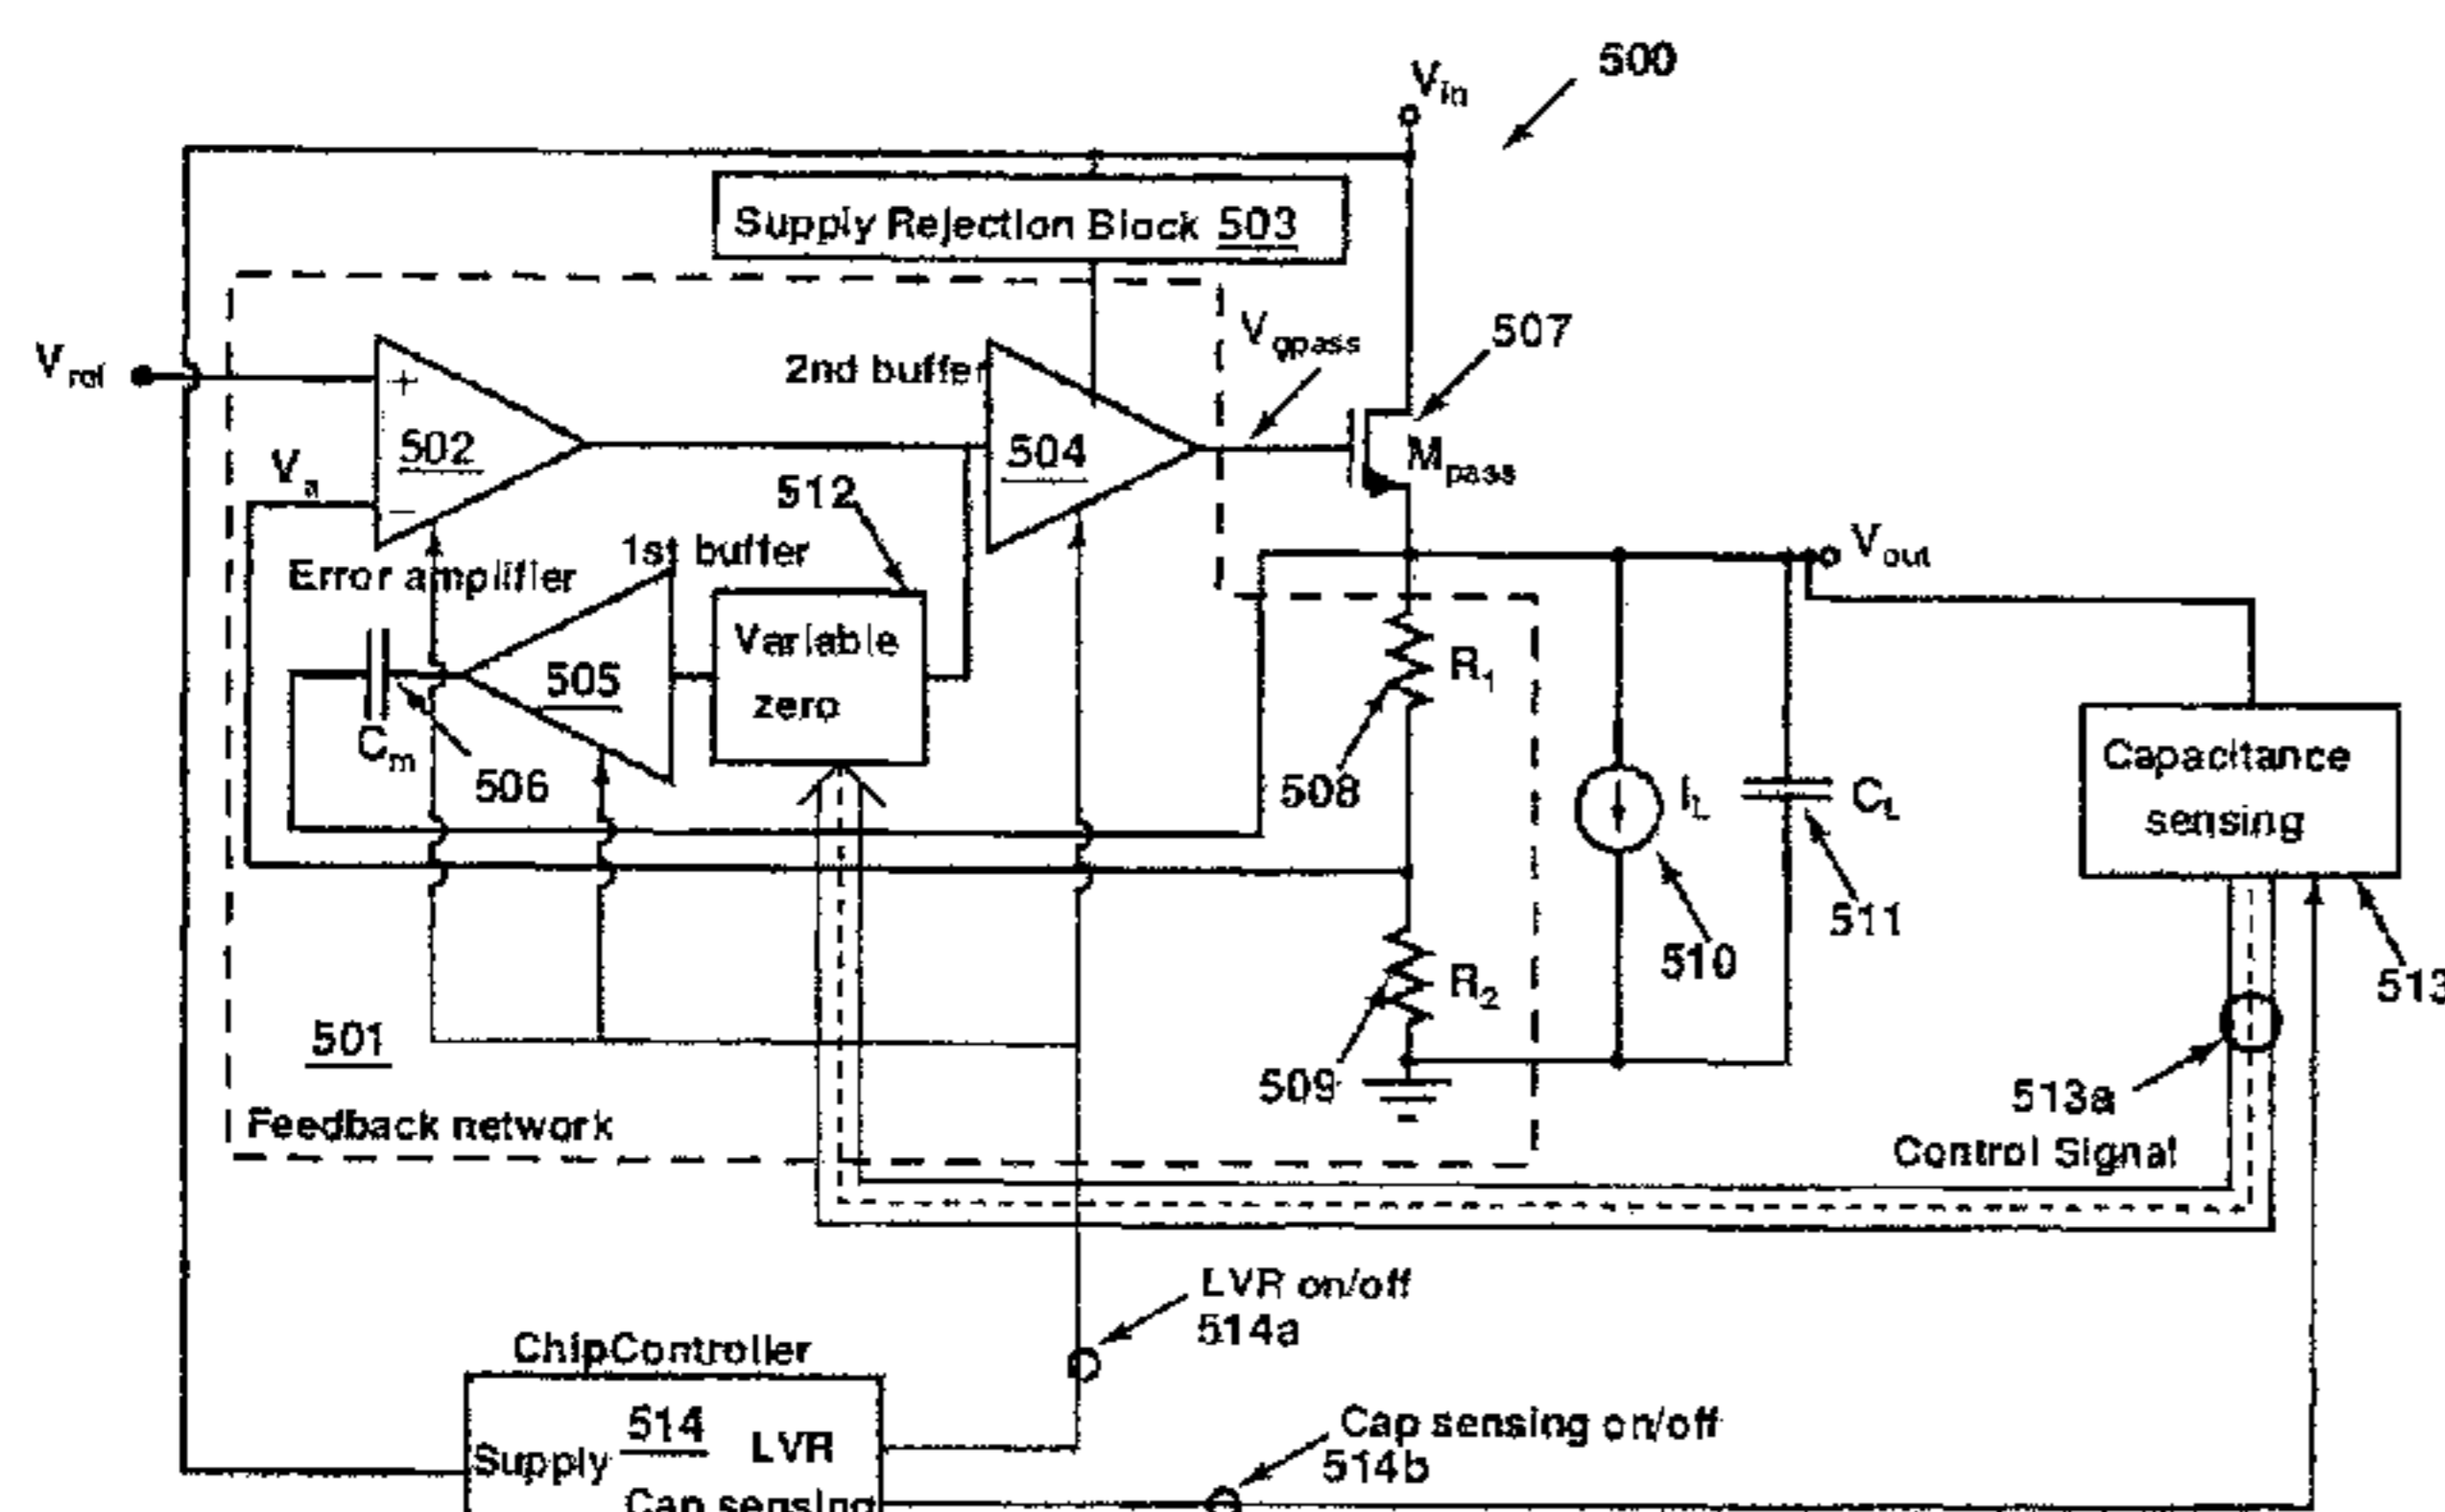 500
Vin
Supply Rejection Block 503
Vref
Va
+
−
502
Error amplifier
2nd buffer
504
Vgpass
507
Mpass
512
1st buffer
505
Variable
zero
Cm
506
Vout
R1
508
IL
510
CL
511
Capacitance
sensing
513
R2
509
501
Feedback network
513a
Control Signal
LVR on/off
514a
ChipController
514
Supply
LVR
Cap sensing
Cap sensing on/off
514b